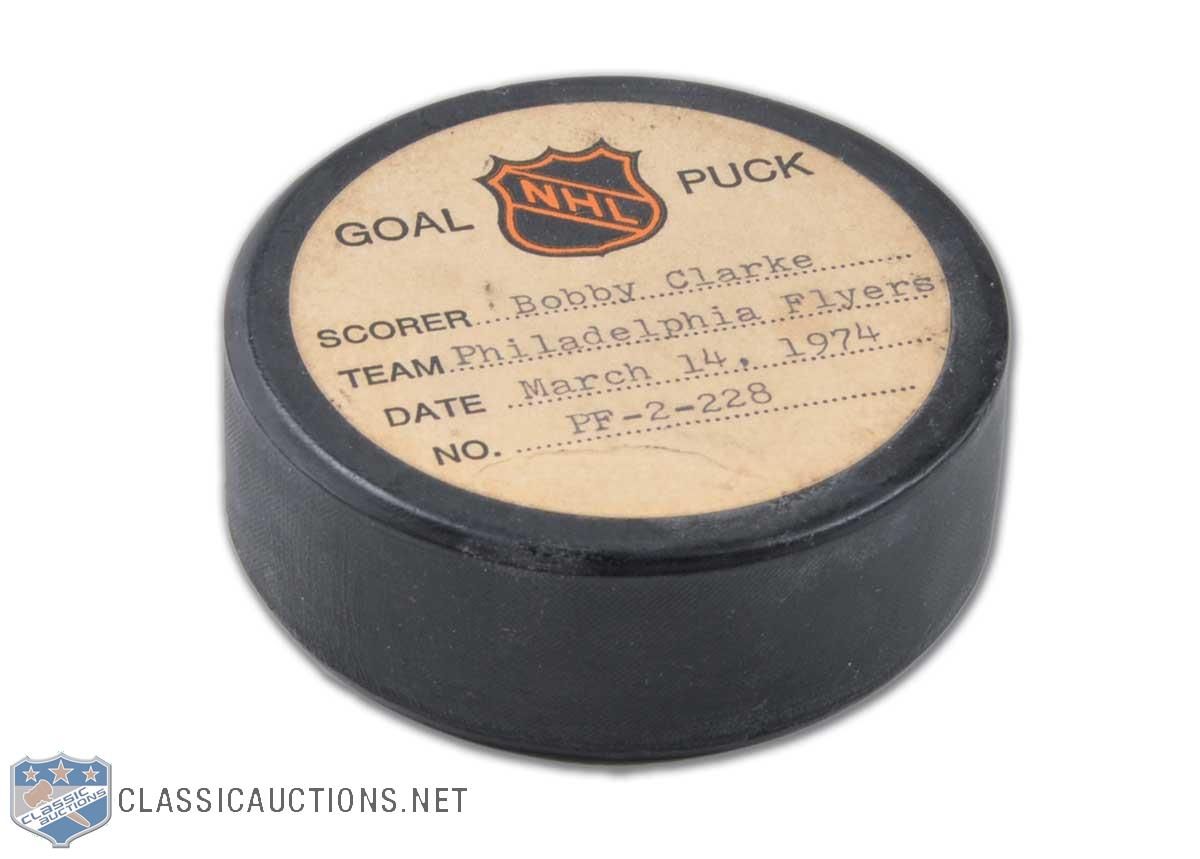 GOAL NHL PUCK
SCORER Bobby Clarke
TEAM Philadelphia Flyers
DATE March 14, 1974
NO. PF-2-228
CLASSIC AUCTIONS
CLASSICAUCTIONS.NET